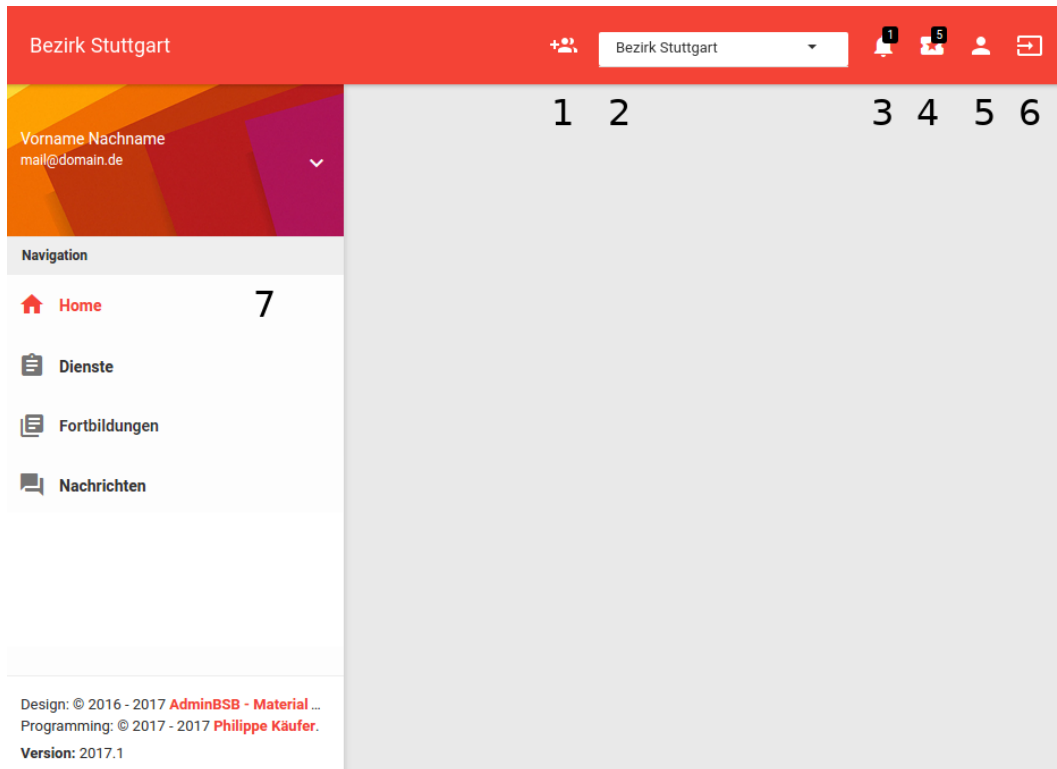 Bezirk Stuttgart
Bezirk Stuttgart
1
5
1 2 3 4 5 6
Vorname Nachname
mail@domain.de
Navigation
Home
7
Dienste
Fortbildungen
Nachrichten
Design: © 2016 - 2017 AdminBSB - Material ...
Programming: © 2017 - 2017 Philippe Käufer.
Version: 2017.1